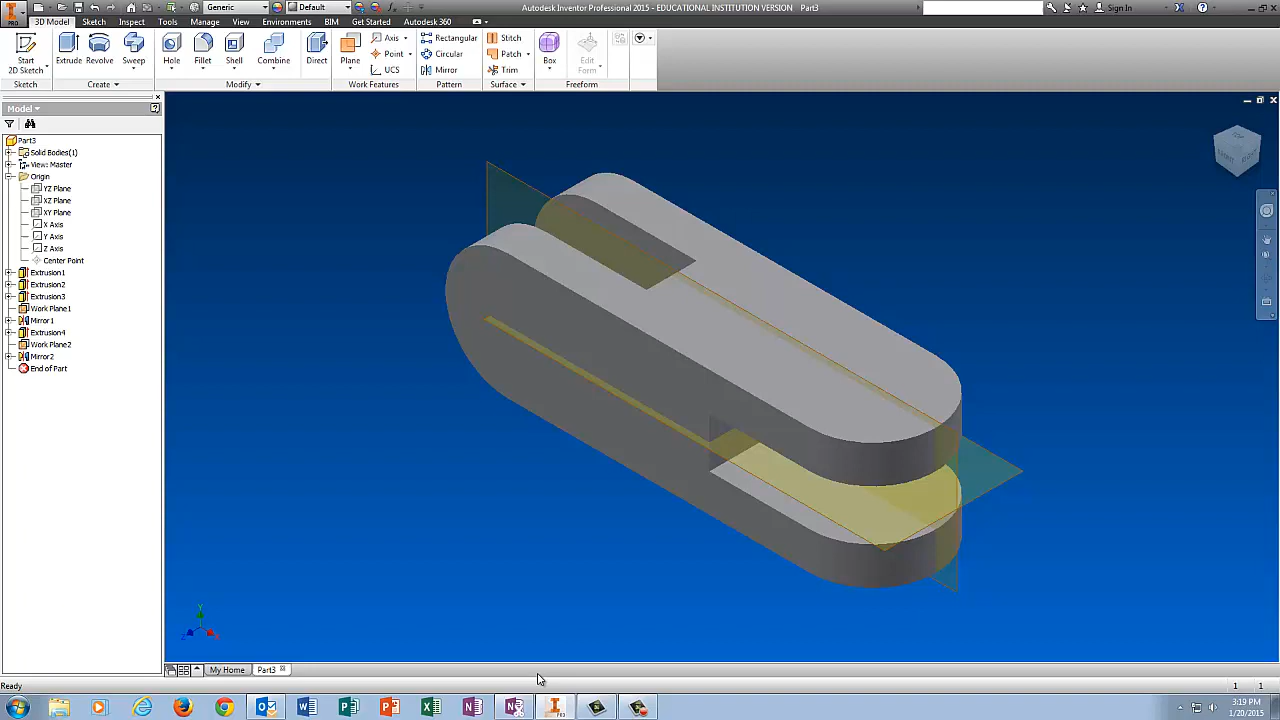 Generic
Default
Autodesk Inventor Professional 2015 - EDUCATIONAL INSTITUTION VERSION Part3
Sign In
PRO
3D Model
Sketch
Inspect
Tools
Manage
View
Environments
BIM
Get Started
Autodesk 360
Start
2D Sketch
Extrude
Revolve
Sweep
Hole
Fillet
Shell
Combine
Direct
Plane
Axis
Point
UCS
Rectangular
Circular
Mirror
Stitch
Patch
Trim
Box
Edit
Form
Sketch
Create
Modify
Work Features
Pattern
Surface
Freeform
Model
Part3
Solid Bodies(1)
View: Master
Origin
YZ Plane
XZ Plane
XY Plane
X Axis
Y Axis
Z Axis
Center Point
Extrusion1
Extrusion2
Extrusion3
Work Plane1
Mirror1
Extrusion4
Work Plane2
Mirror2
End of Part
My Home
Part3
Ready
1
1
3:19 PM
1/20/2015